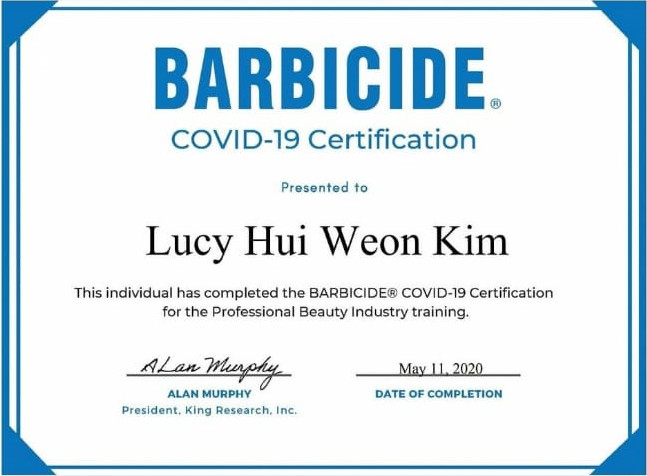 BARBICIDE®
COVID-19 Certification
Presented to
Lucy Hui Weon Kim
This individual has completed the BARBICIDE® COVID-19 Certification
for the Professional Beauty Industry training.
ALan Murphy
May 11, 2020
ALAN MURPHY
DATE OF COMPLETION
President, King Research, Inc.